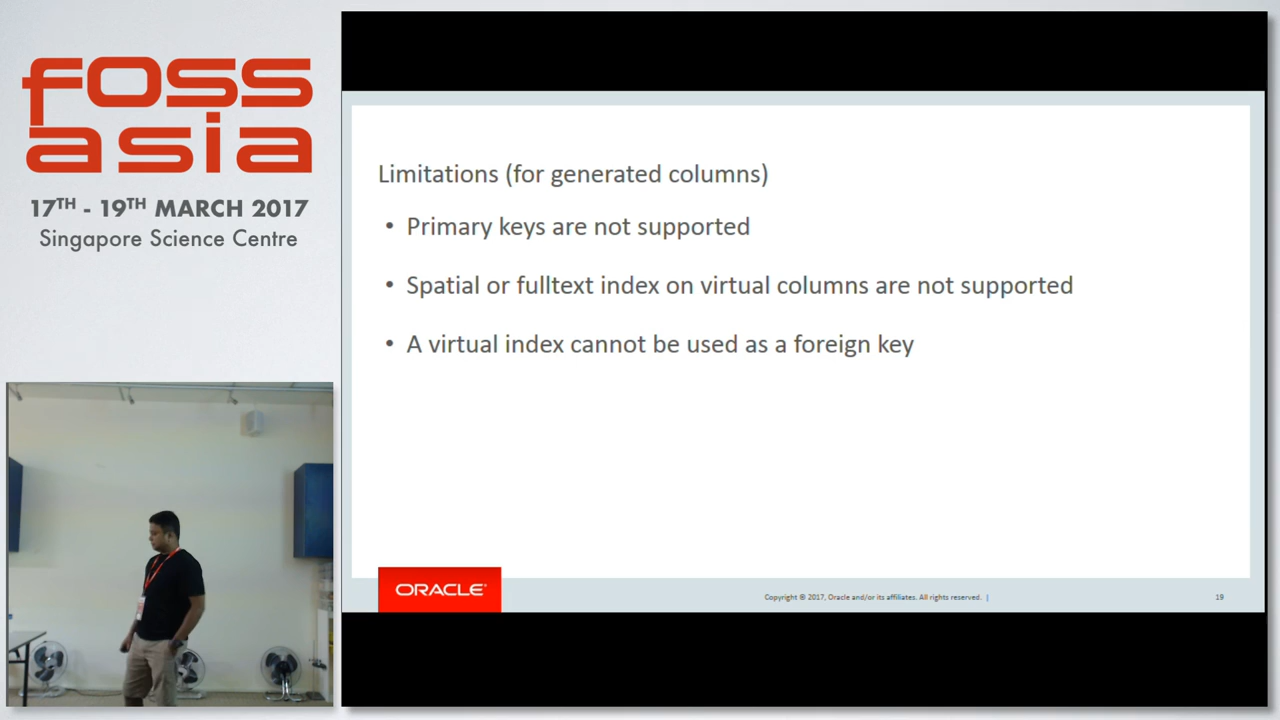 foss
asia
17TH - 19TH MARCH 2017
Singapore Science Centre
Limitations (for generated columns)
• Primary keys are not supported
• Spatial or fulltext index on virtual columns are not supported
• A virtual index cannot be used as a foreign key
ORACLE®
Copyright © 2017, Oracle and/or its affiliates. All rights reserved. |
19